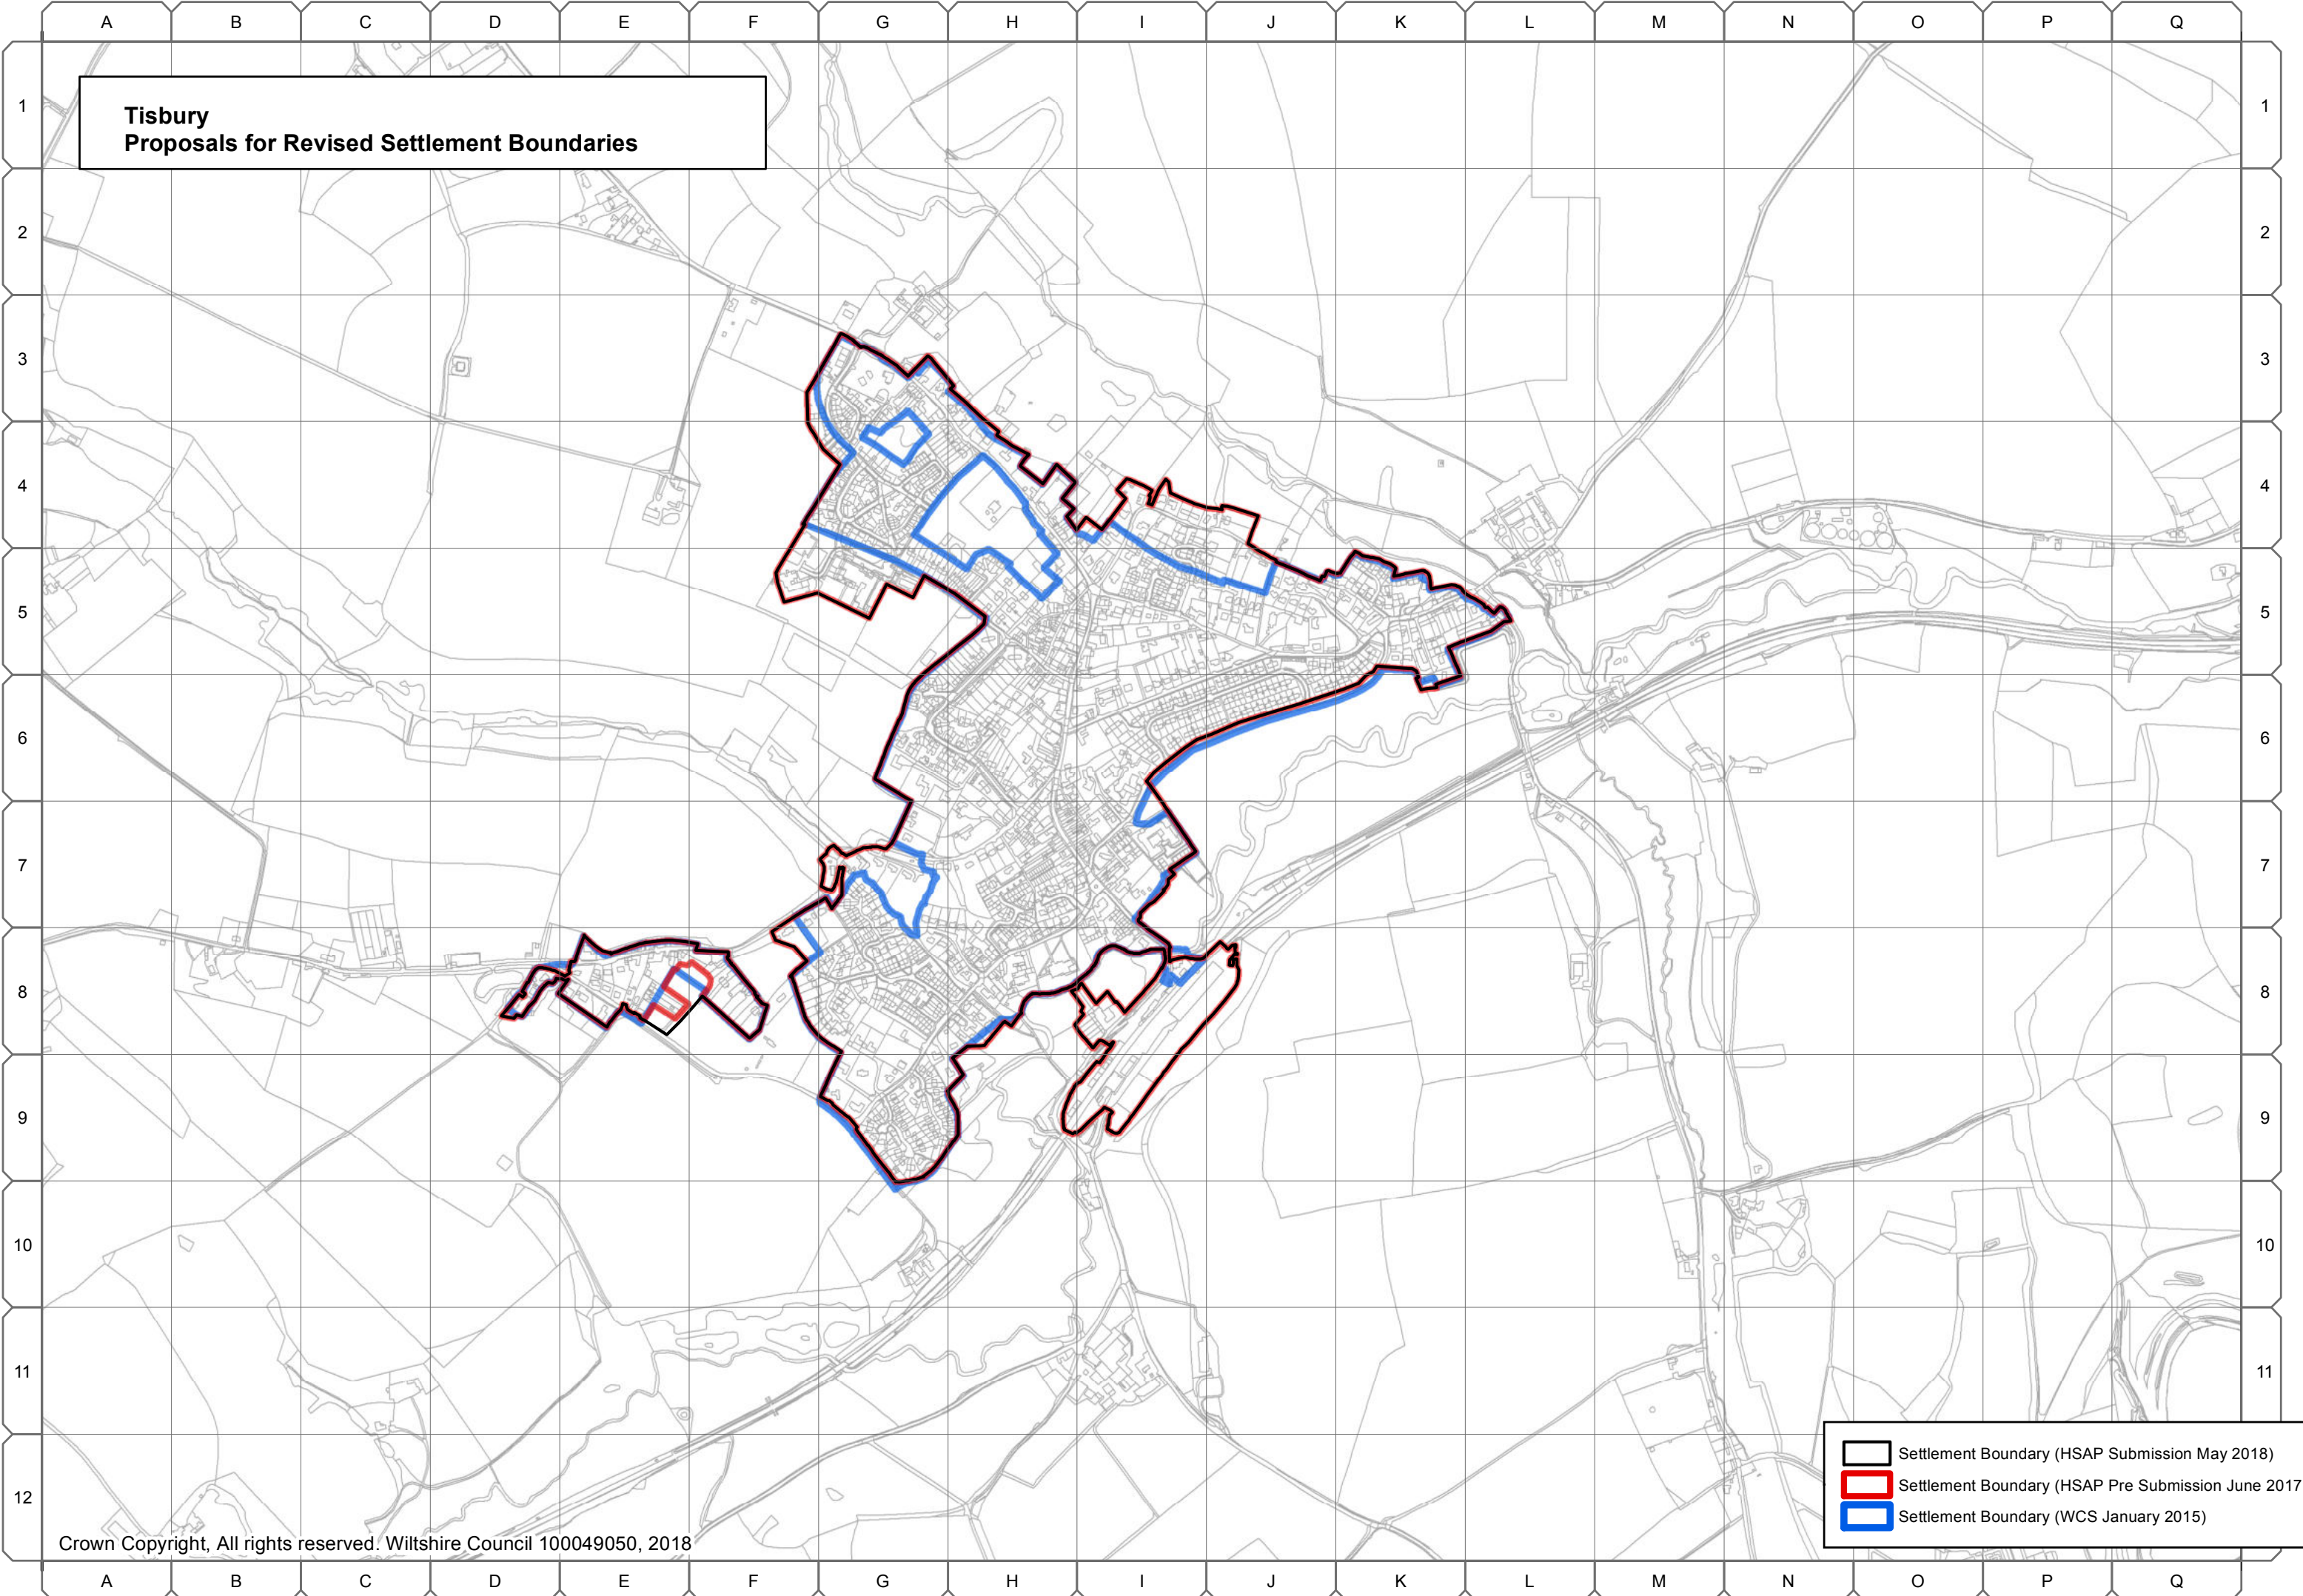 A B C D E F G H I J K L M N O P Q
Tisbury
Proposals for Revised Settlement Boundaries
1 1
2 2
3 3
4 4
5 5
6 6
7 7
8 8
9 9
10 10
11 11
Settlement Boundary (HSAP Submission May 2018)
Settlement Boundary (HSAP Pre Submission June 2017
12
Settlement Boundary (WCS January 2015)
Crown Copyright, All rights reserved. Wiltshire Council 100049050, 2018
A B C D E F G H I J K L M N O P Q